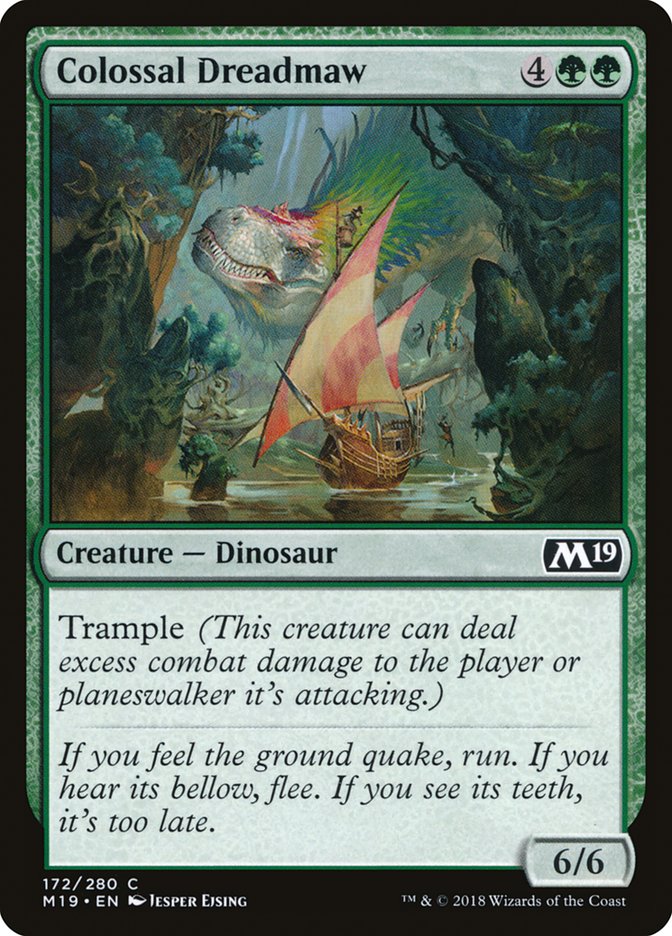 Colossal Dreadmaw 4
Creature — Dinosaur M19
Trample (This creature can deal
excess combat damage to the player or
planeswalker it's attacking.)
If you feel the ground quake, run. If you
hear its bellow, flee. If you see its teeth,
it's too late.
6/6
172/280 C
M19 • EN Jesper Ejsing ™ & © 2018 Wizards of the Coast